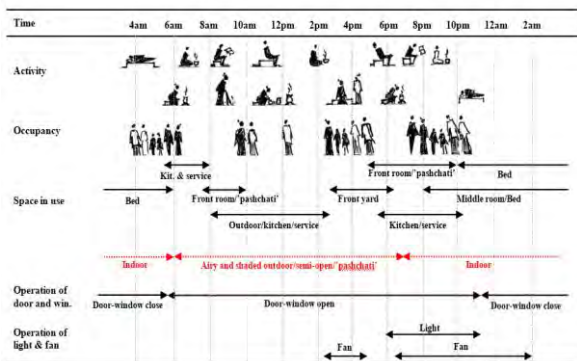 Time 4am 6am 8am 10am 12pm 2pm 4pm 6pm 8pm 10pm 12am 2am
Activity
Occupancy
Kit. & service
Front room/'pashchati'
Bed
Space in use
Bed
Front room/'pashchati'
Front yard
Middle room/Bed
Outdoor/kitchen/service
Kitchen/service
Indoor
Airy and shaded outdoor/semi-open/'pashchati'
Indoor
Operation of
door and win.
Door-window close
Door-window open
Door-window close
Operation of
light & fan
Light
Fan
Fan